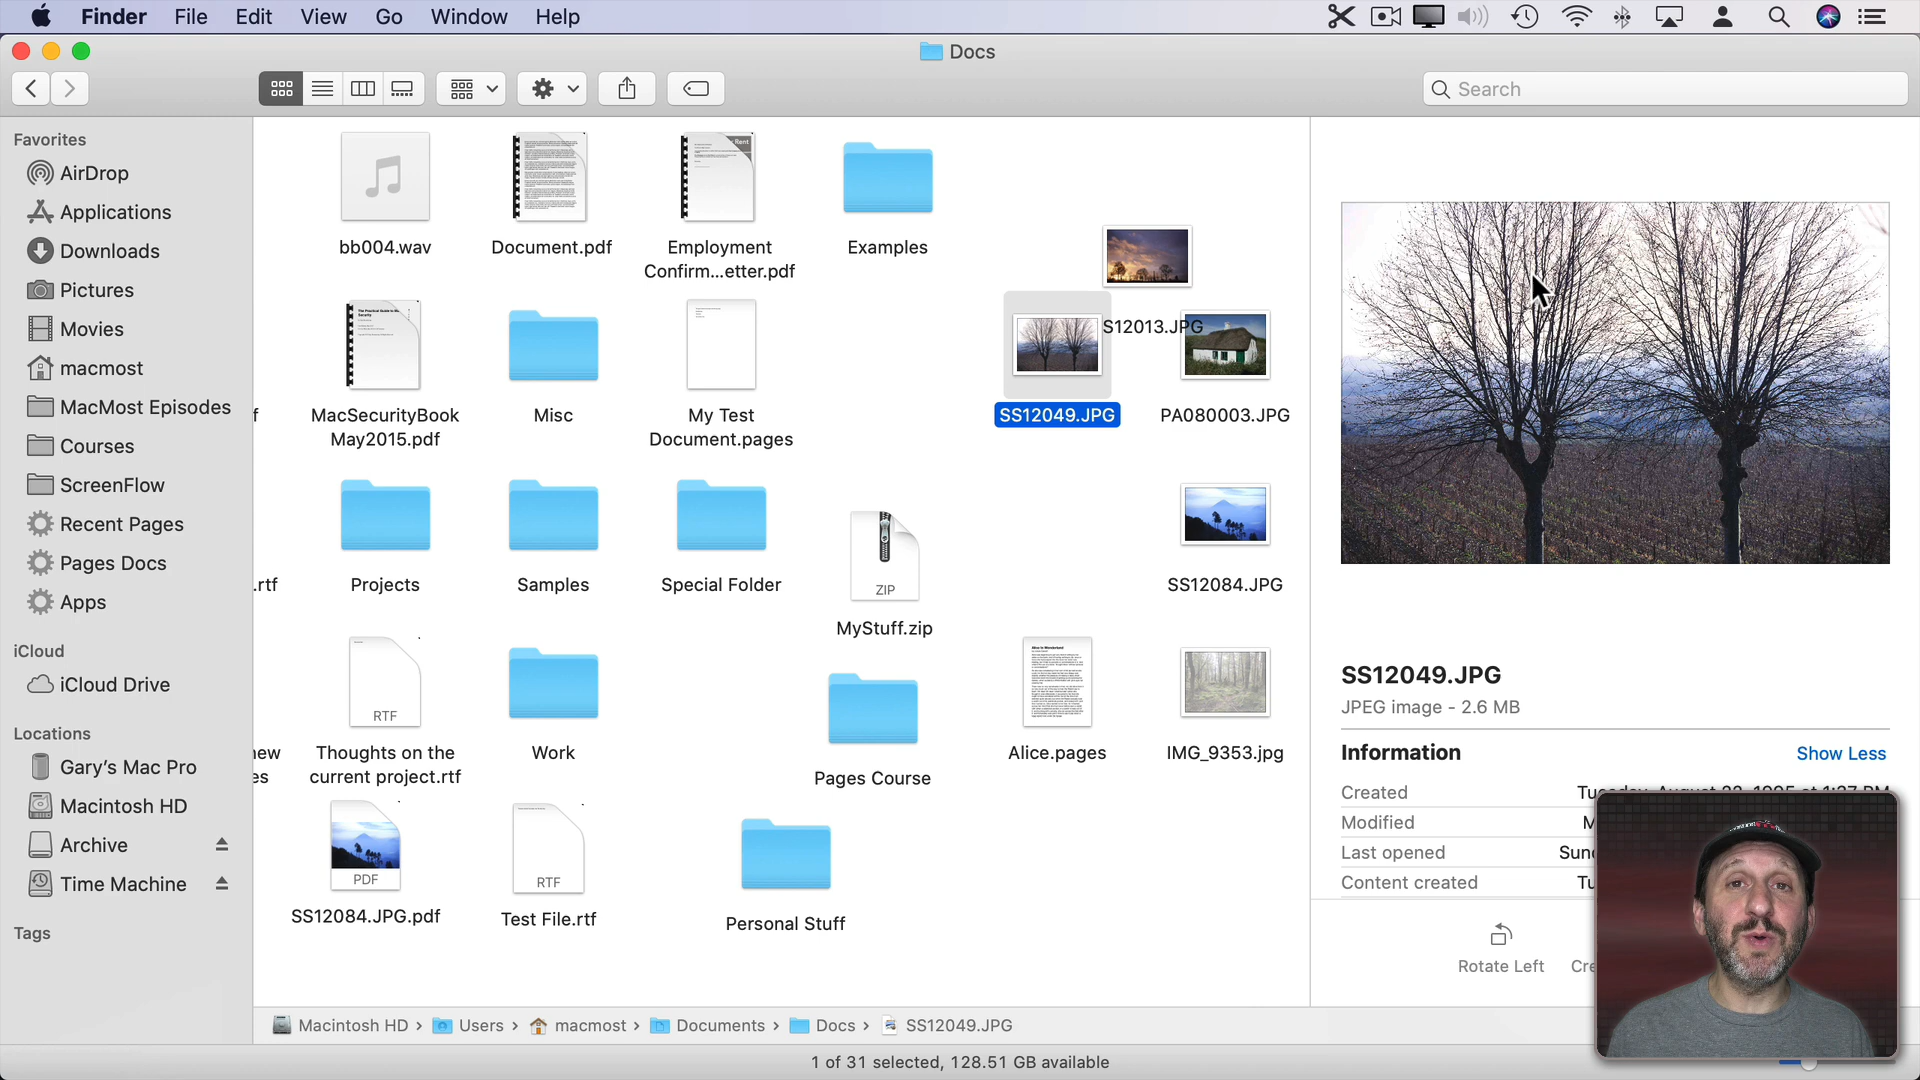 Finder File Edit View Go Window Help
Docs
Search
Favorites
AirDrop
Applications
Downloads
Pictures
Movies
macmost
MacMost Episodes
Courses
ScreenFlow
Recent Pages
Pages Docs
Apps
iCloud
iCloud Drive
Locations
Gary's Mac Pro
Macintosh HD
Archive
Time Machine
Tags
bb004.wav
Document.pdf
Employment
Confirm...etter.pdf
Examples
S12013.JPG
f
MacSecurityBook
May2015.pdf
Misc
My Test
Document.pages
SS12049.JPG
PA080003.JPG
.rtf
Projects
Samples
Special Folder
ZIP
MyStuff.zip
SS12084.JPG
RTF
ew
es
Thoughts on the
current project.rtf
Work
Pages Course
Alice.pages
IMG_9353.jpg
PDF
SS12084.JPG.pdf
RTF
Test File.rtf
Personal Stuff
SS12049.JPG
JPEG image - 2.6 MB
Information Show Less
Created
Modified M
Last opened Sun
Content created Tu
Rotate Left Cre
Macintosh HD › Users › macmost › Documents › Docs › SS12049.JPG
1 of 31 selected, 128.51 GB available